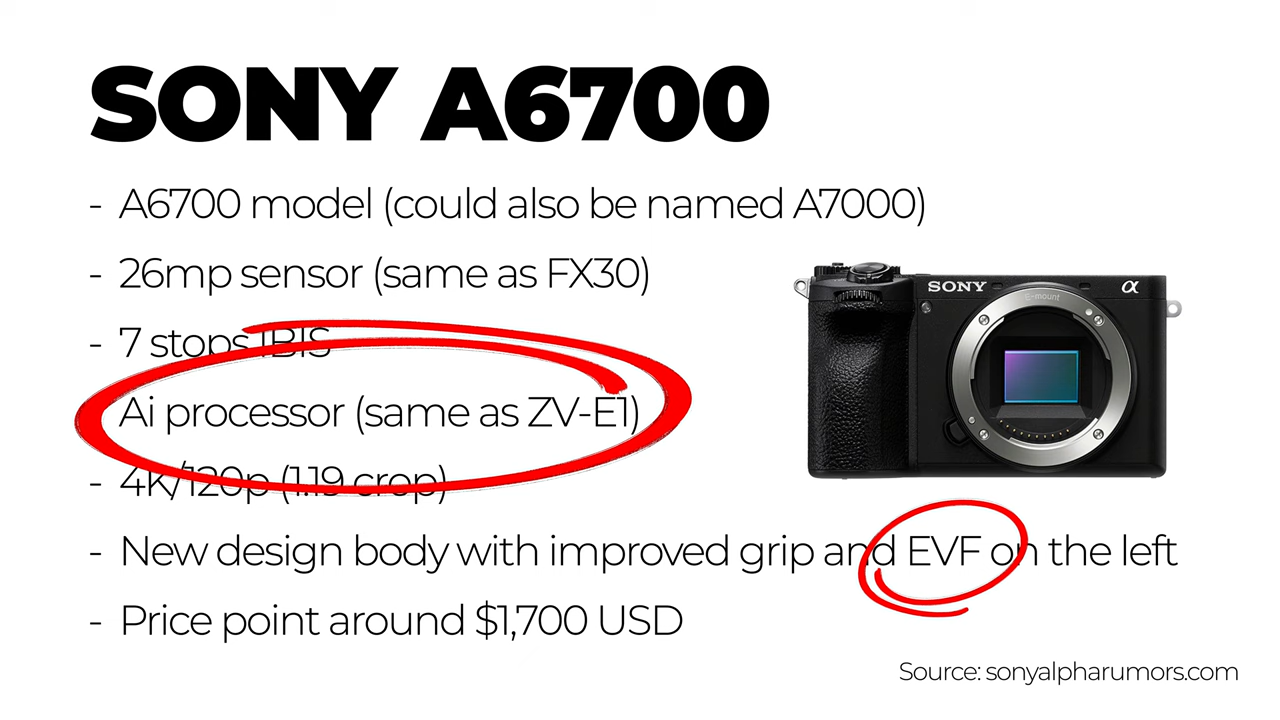 SONY A6700
- A6700 model (could also be named A7000)
- 26mp sensor (same as FX30)
- 7 stops IBIS
Ai processor (same as ZV-E1)
- 4K/120p (1.19 crop)
- New design body with improved grip and EVF on the left
- Price point around $1,700 USD
SONY
α
E-mount
Source: sonyalpharumors.com